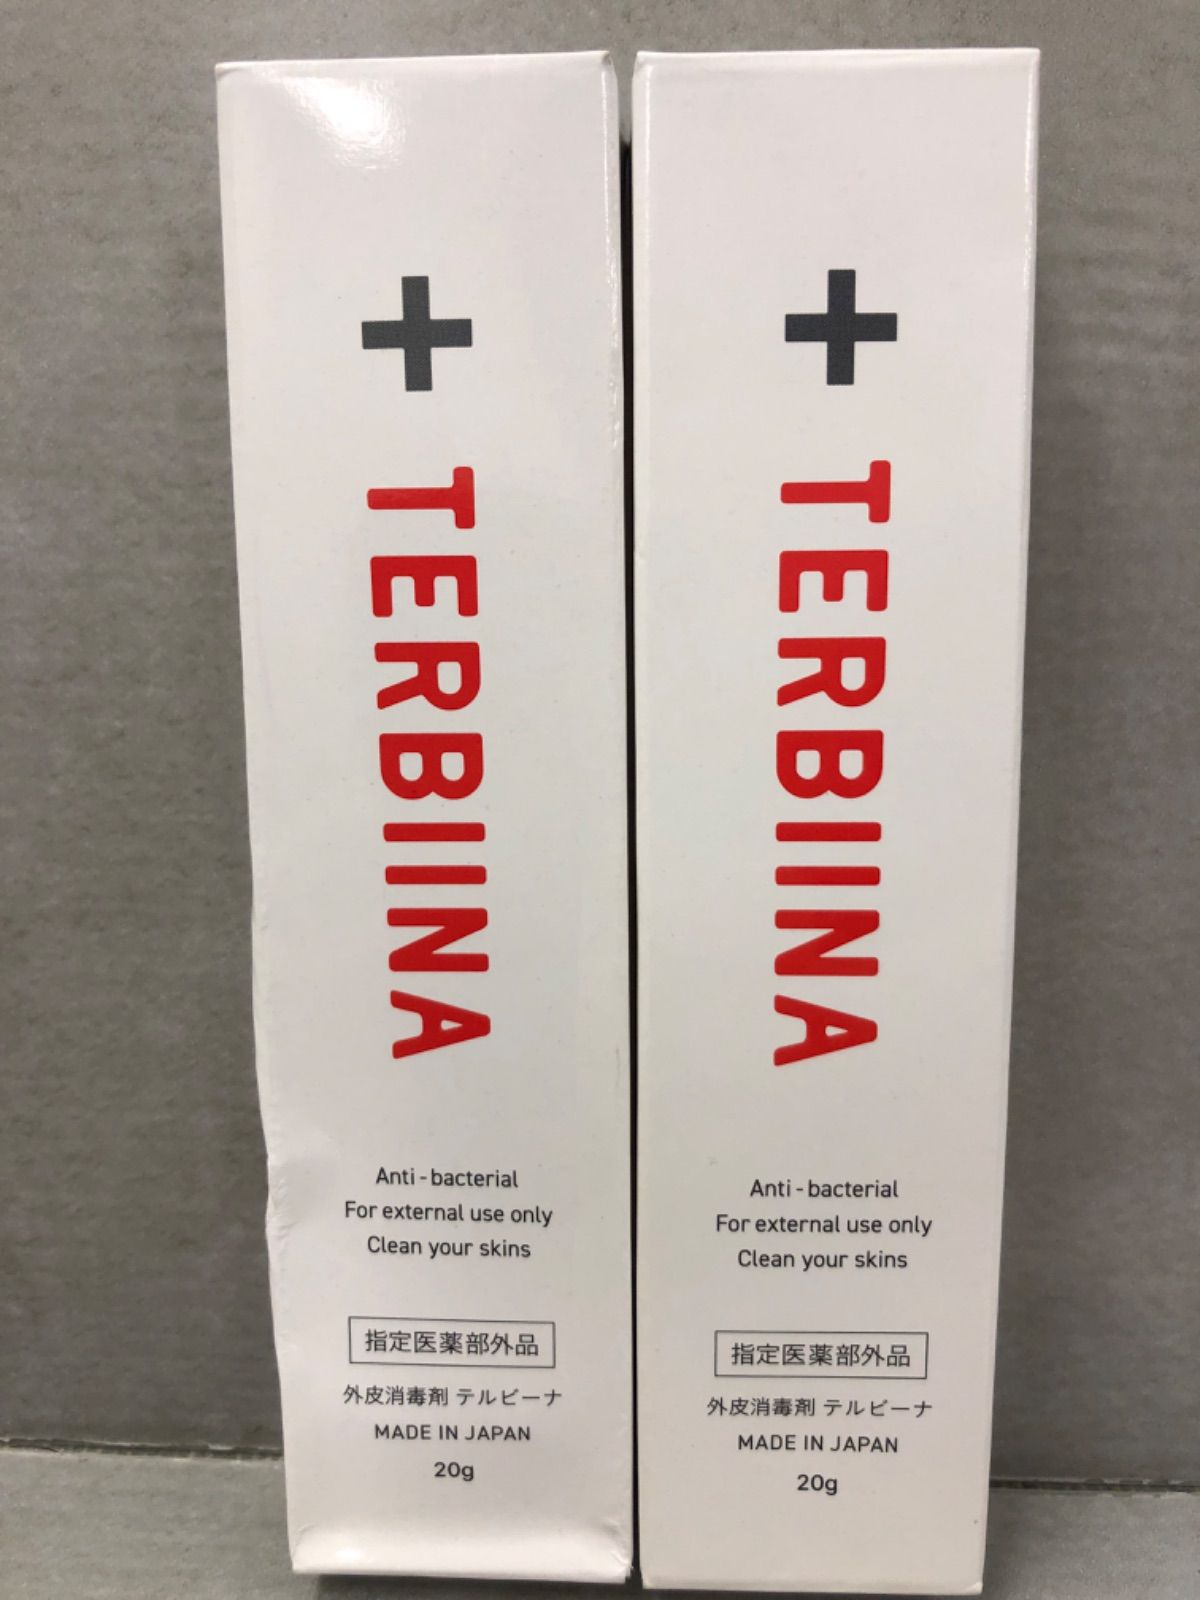 TERBIINA
Anti - bacterial
For external use only
Clean your skins
指定医薬部外品
外皮消毒剤 テルビーナ
MADE IN JAPAN
20g
TERBIINA
Anti - bacterial
For external use only
Clean your skins
指定医薬部外品
外皮消毒剤 テルビーナ
MADE IN JAPAN
20g